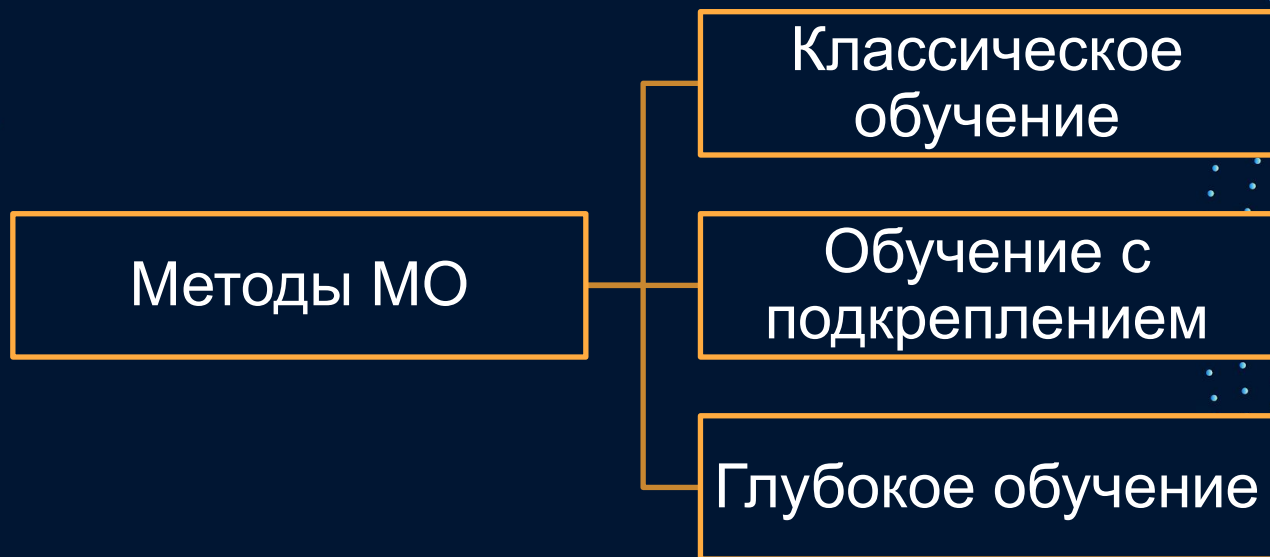 Классическое
обучение
Методы МО
Обучение с
подкреплением
Глубокое обучение